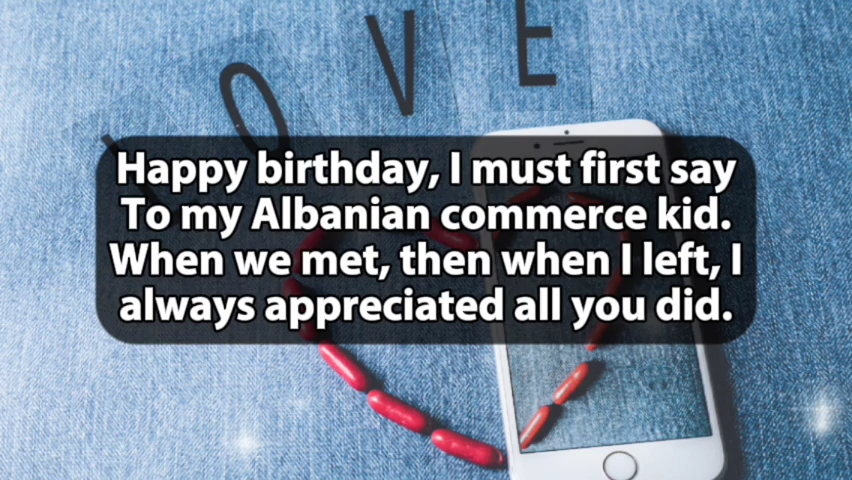 LOVE
Happy birthday, I must first say
To my Albanian commerce kid.
When we met, then when I left, I
always appreciated all you did.